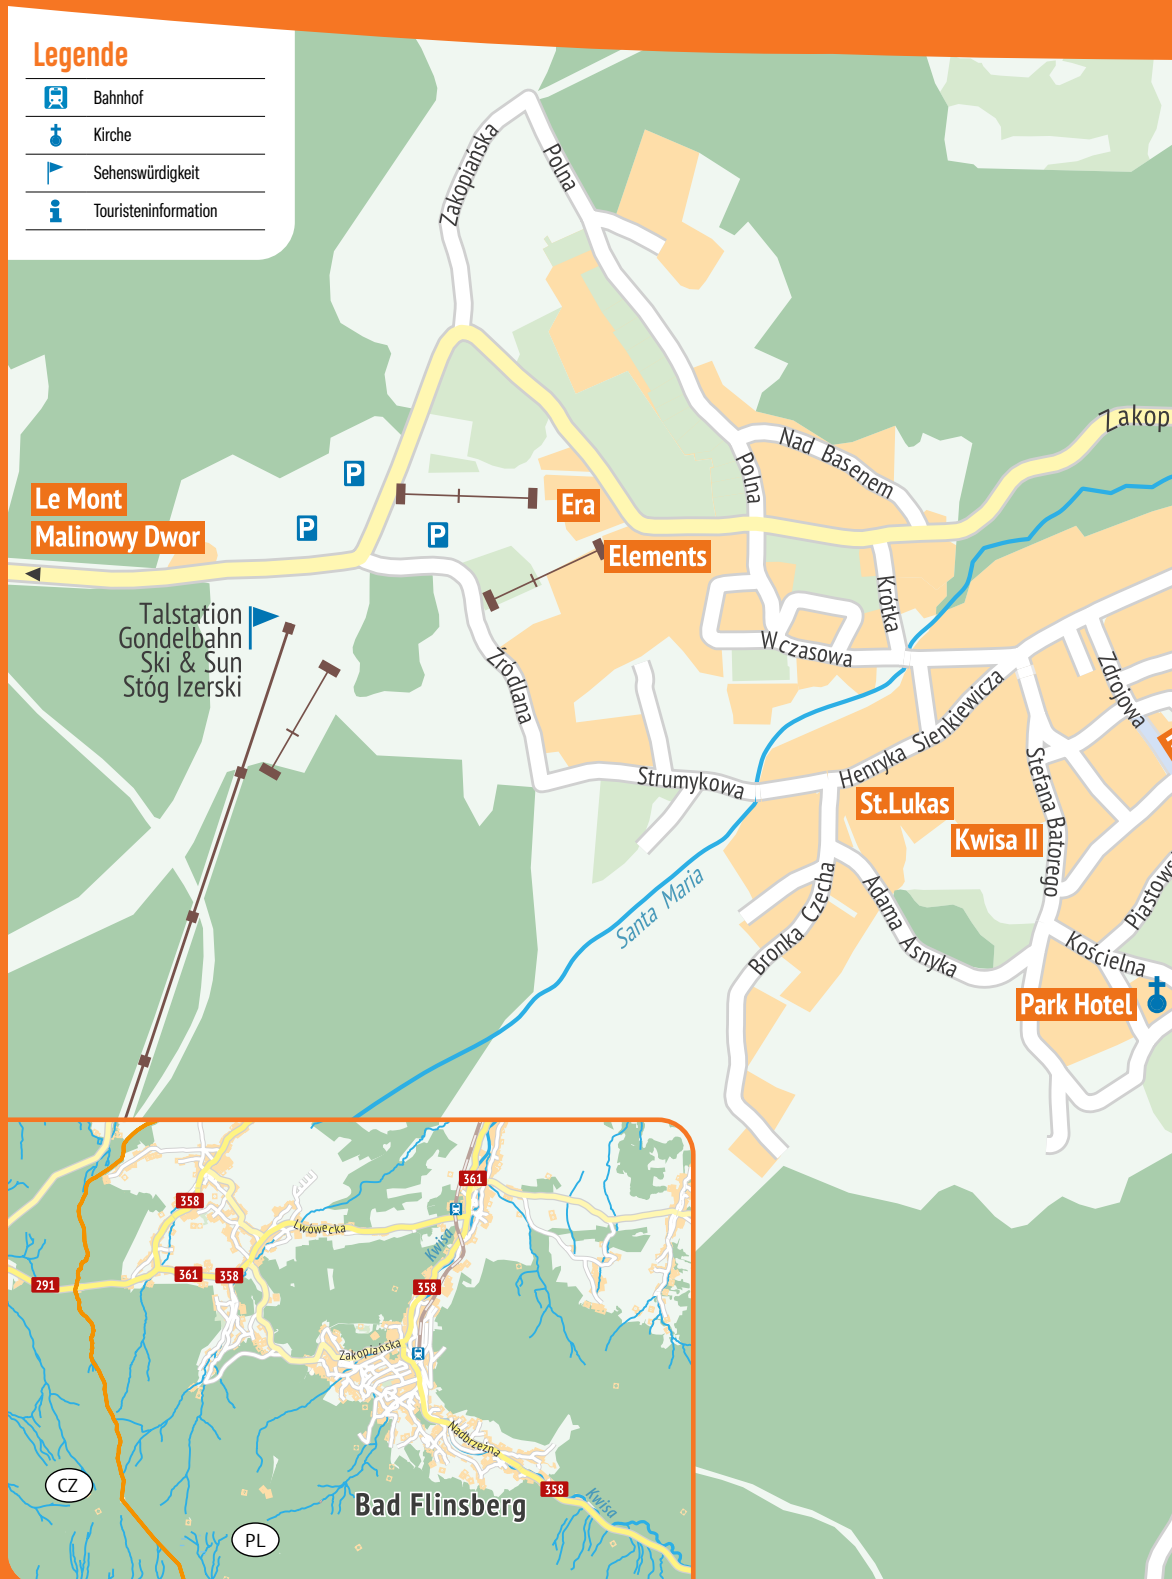 Legende
Bahnhof
Kirche
Sehenswürdigkeit
Touristeninformation
Zakopiańska
Polna
Zakop
Nad Basenem
Polna
P
Le Mont
Era
P
P
Malinowy Dwor
Elements
Krótka
Talstation
Gondelbahn
Ski & Sun
Stóg Izerski
Wczasowa
Źródlana
Zdrojowa
Henryka Sienkiewicza
Strumykowa
Stefana Batorego
St.Lukas
Kwisa II
Santa Maria
Bronka Czecha
Adama Asnyka
Piastows
Kościelna
Park Hotel
361
358
Lwówecka
Kwisa
361
358
291
358
Zakopiańska
Nadbrzeżna
CZ
358
Kwisa
Bad Flinsberg
PL